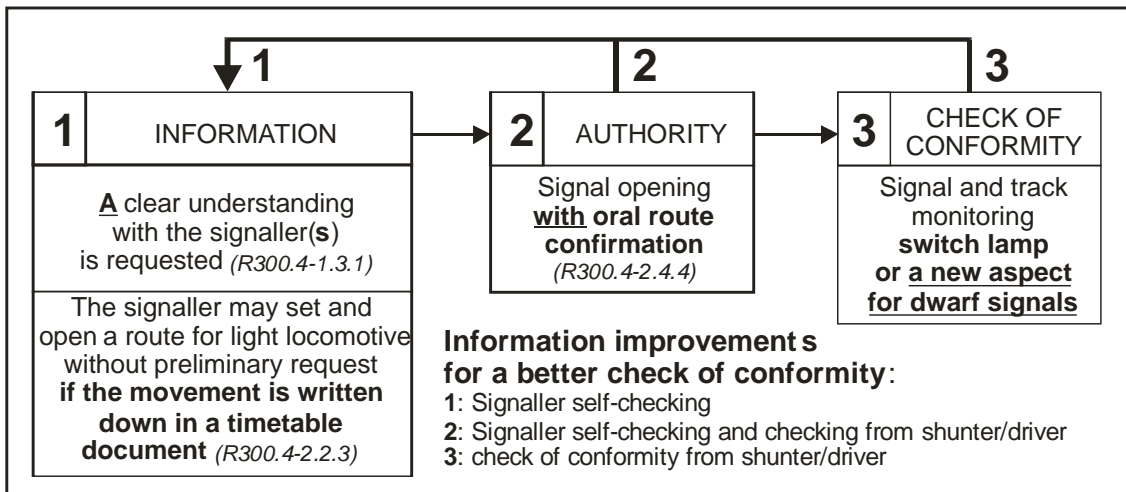 1 2 3
1 INFORMATION
A clear understanding
with the signaller(s)
is requested (R300.4-1.3.1)
The signaller may set and
open a route for light locomotive
without preliminary request
if the movement is written
down in a timetable
document (R300.4-2.2.3)
2 AUTHORITY
Signal opening
with oral route
confirmation
(R300.4-2.4.4)
3 CHECK OF
CONFORMITY
Signal and track
monitoring
switch lamp
or a new aspect
for dwarf signals
Information improvements
for a better check of conformity:
1: Signaller self-checking
2: Signaller self-checking and checking from shunter/driver
3: check of conformity from shunter/driver